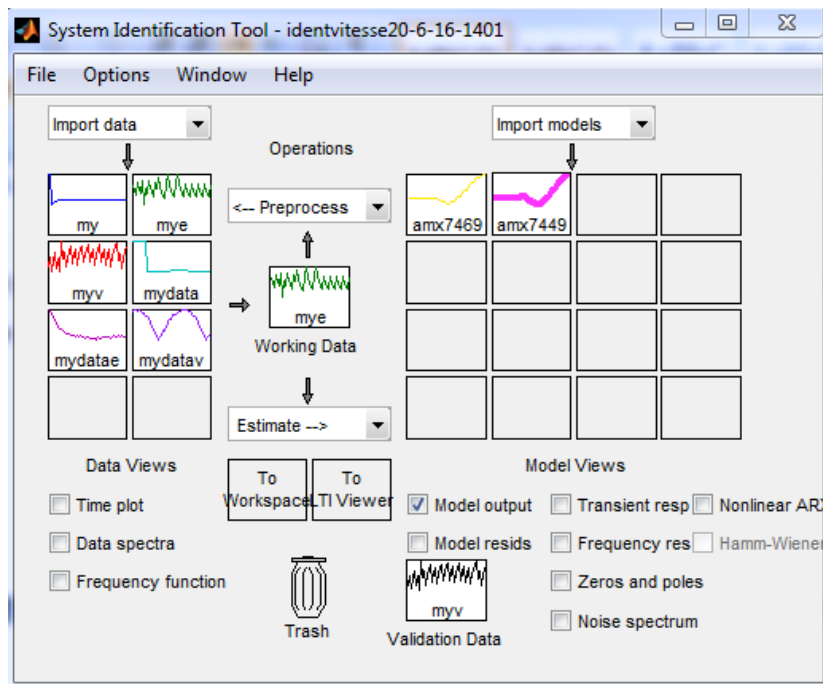 System Identification Tool - identvitesse20-6-16-1401
File Options Window Help
Import data
Import models
Operations
my
mye
<-- Preprocess
amx7469
amx7449
myv
mydata
mye
Working Data
mydatae
mydatav
Estimate -->
Data Views
To Workspace
To LTI Viewer
Model Views
Time plot
Model output
Transient resp
Nonlinear ARX
Data spectra
Model resids
Frequency res
Hamm-Wiener
Frequency function
Zeros and poles
myv
Noise spectrum
Trash
Validation Data